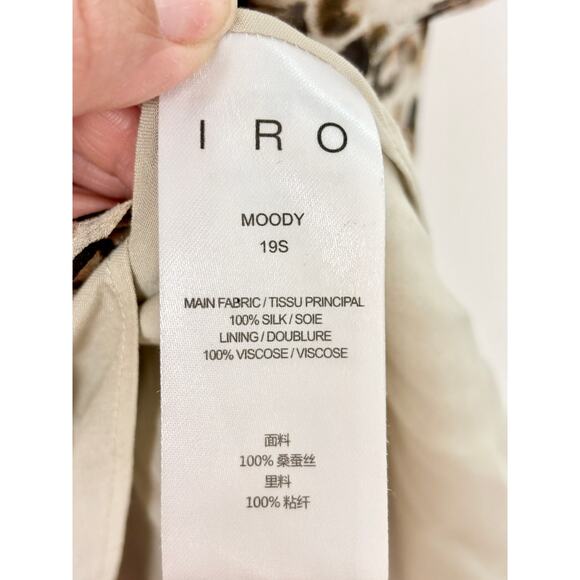 IRO
MOODY
19S
MAIN FABRIC / TISSU PRINCIPAL
100% SILK / SOIE
LINING / DOUBLURE
100% VISCOSE / VISCOSE
面料
100% 桑蚕丝
里料
100% 粘纤